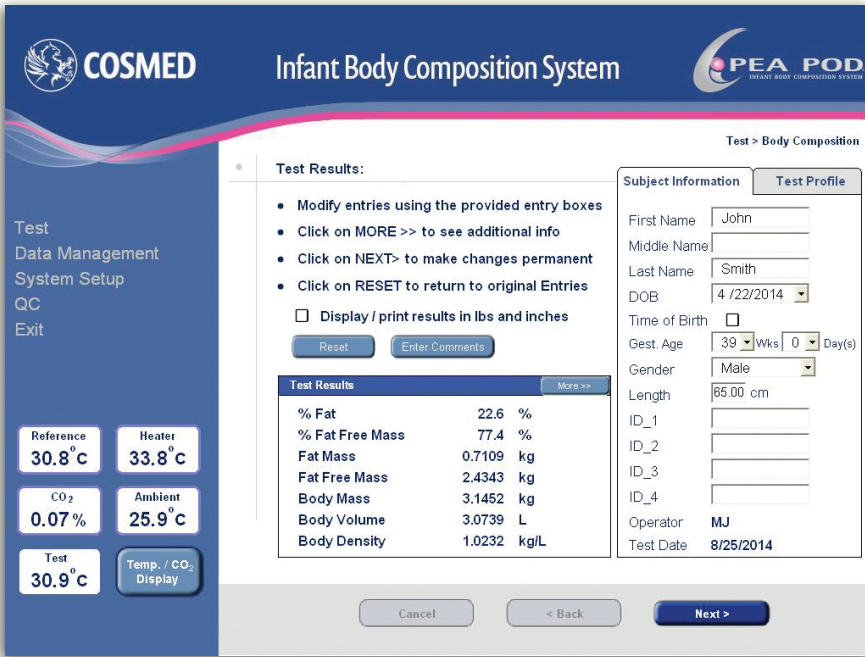 COSMED
Infant Body Composition System
PEA POD
INFANT BODY COMPOSITION SYSTEM
Test > Body Composition
Test
Data Management
System Setup
QC
Exit
Reference
30.8°C
Heater
33.8°C
CO2
0.07%
Ambient
25.9°C
Test
30.9°C
Temp. / CO2
Display
Test Results:
• Modify entries using the provided entry boxes
• Click on MORE >> to see additional info
• Click on NEXT> to make changes permanent
• Click on RESET to return to original Entries
Display / print results in lbs and inches
Reset
Enter Comments
Test Results
More >>
% Fat 22.6 %
% Fat Free Mass 77.4 %
Fat Mass 0.7109 kg
Fat Free Mass 2.4343 kg
Body Mass 3.1452 kg
Body Volume 3.0739 L
Body Density 1.0232 kg/L
Subject Information
Test Profile
First Name John
Middle Name
Last Name Smith
DOB 4 /22/2014
Time of Birth
Gest. Age 39 Wks 0 Day(s)
Gender Male
Length 65.00 cm
ID_1
ID_2
ID_3
ID_4
Operator MJ
Test Date 8/25/2014
Cancel
< Back
Next >